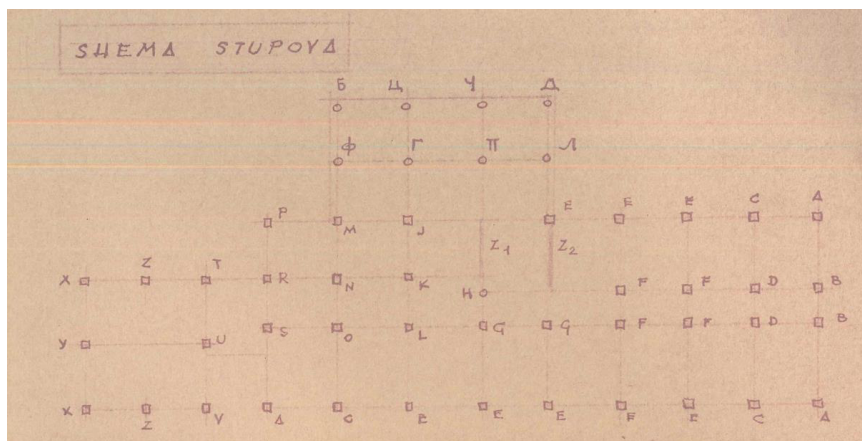 SHEMA STUPOVA
Б Ц Ч Д
Ф Г П Л
P M J E E E C A
Z1 Z2
X Z T R N K H F F D B
Y U S O L G G F F D B
X Z V A C E E E F E C A